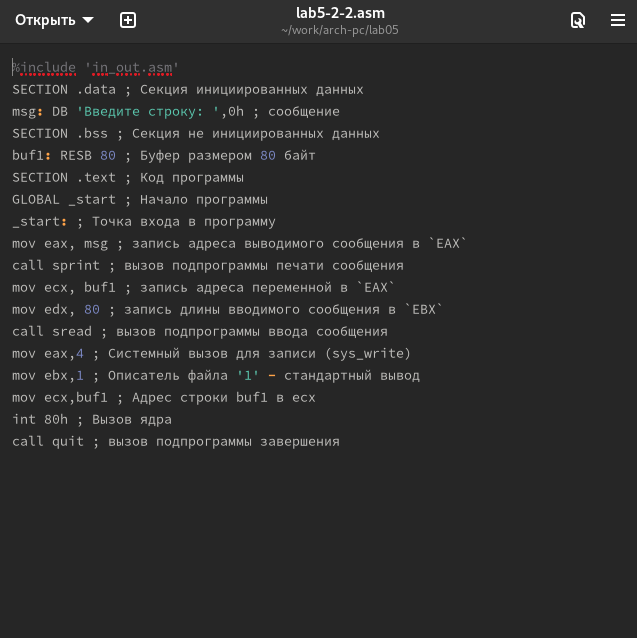 Открыть
lab5-2-2.asm
~/work/arch-pc/lab05
%include 'in_out.asm'
SECTION .data ; Секция инициированных данных
msg: DB 'Введите строку: ',0h ; сообщение
SECTION .bss ; Секция не инициированных данных
buf1: RESB 80 ; Буфер размером 80 байт
SECTION .text ; Код программы
GLOBAL _start ; Начало программы
_start: ; Точка входа в программу
mov eax, msg ; запись адреса выводимого сообщения в `EAX`
call sprint ; вызов подпрограммы печати сообщения
mov ecx, buf1 ; запись адреса переменной в `EAX`
mov edx, 80 ; запись длины вводимого сообщения в `EBX`
call sread ; вызов подпрограммы ввода сообщения
mov eax,4 ; Системный вызов для записи (sys_write)
mov ebx,1 ; Описатель файла '1' - стандартный вывод
mov ecx,buf1 ; Адрес строки buf1 в ecx
int 80h ; Вызов ядра
call quit ; вызов подпрограммы завершения